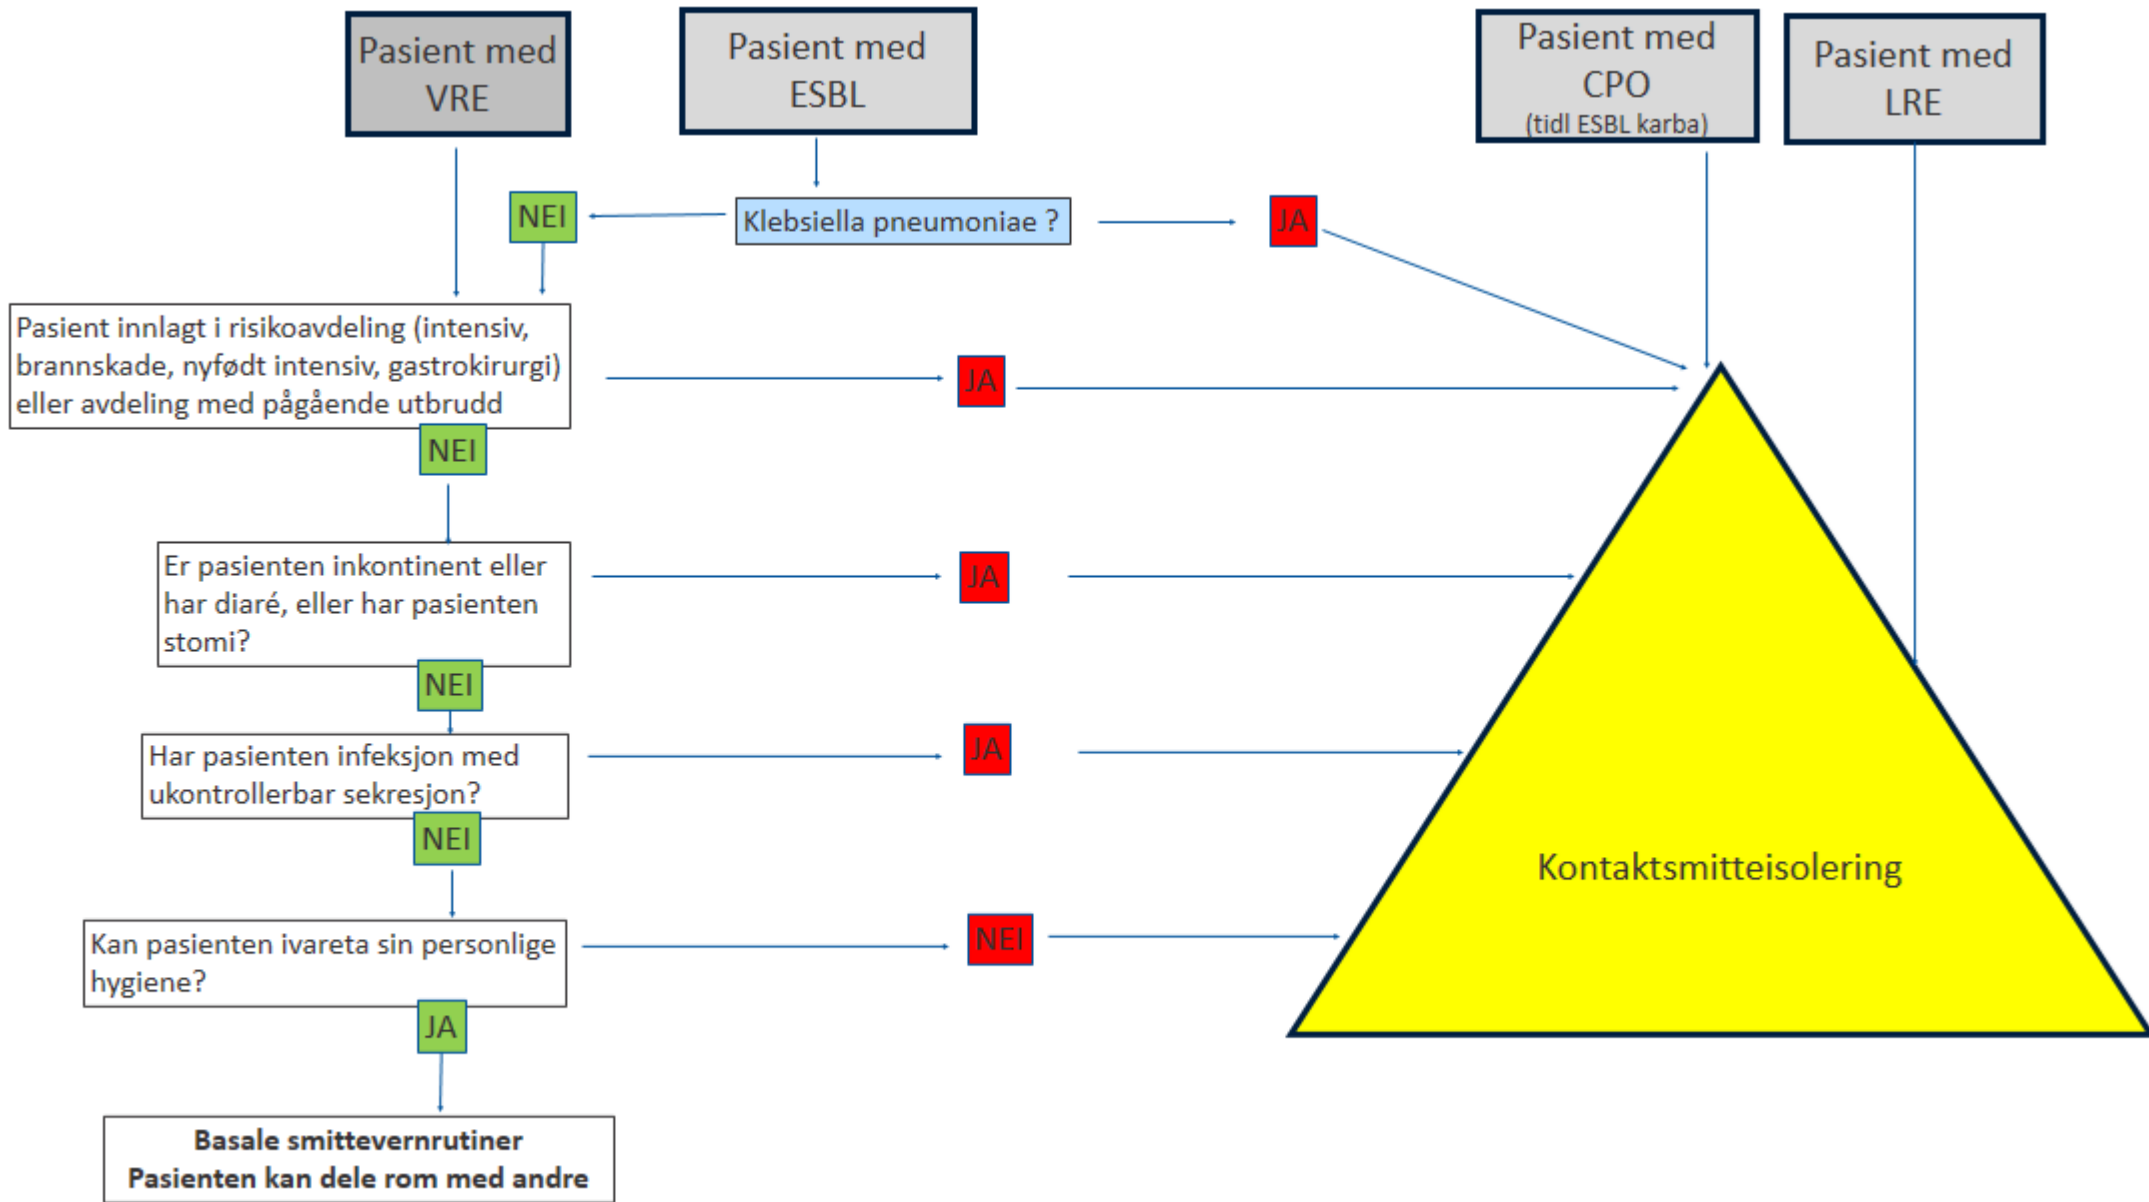 Pasient med
VRE
Pasient med
ESBL
Pasient med
CPO
(tidl ESBL karba)
Pasient med
LRE
NEI
Klebsiella pneumoniae ?
JA
Pasient innlagt i risikoavdeling (intensiv,
brannskade, nyfødt intensiv, gastrokirurgi)
eller avdeling med pågående utbrudd
JA
NEI
Er pasienten inkontinent eller
har diaré, eller har pasienten
stomi?
JA
NEI
Har pasienten infeksjon med
ukontrollerbar sekresjon?
JA
NEI
Kontaktsmitteisolering
Kan pasienten ivareta sin personlige
hygiene?
NEI
JA
Basale smittevernrutiner
Pasienten kan dele rom med andre